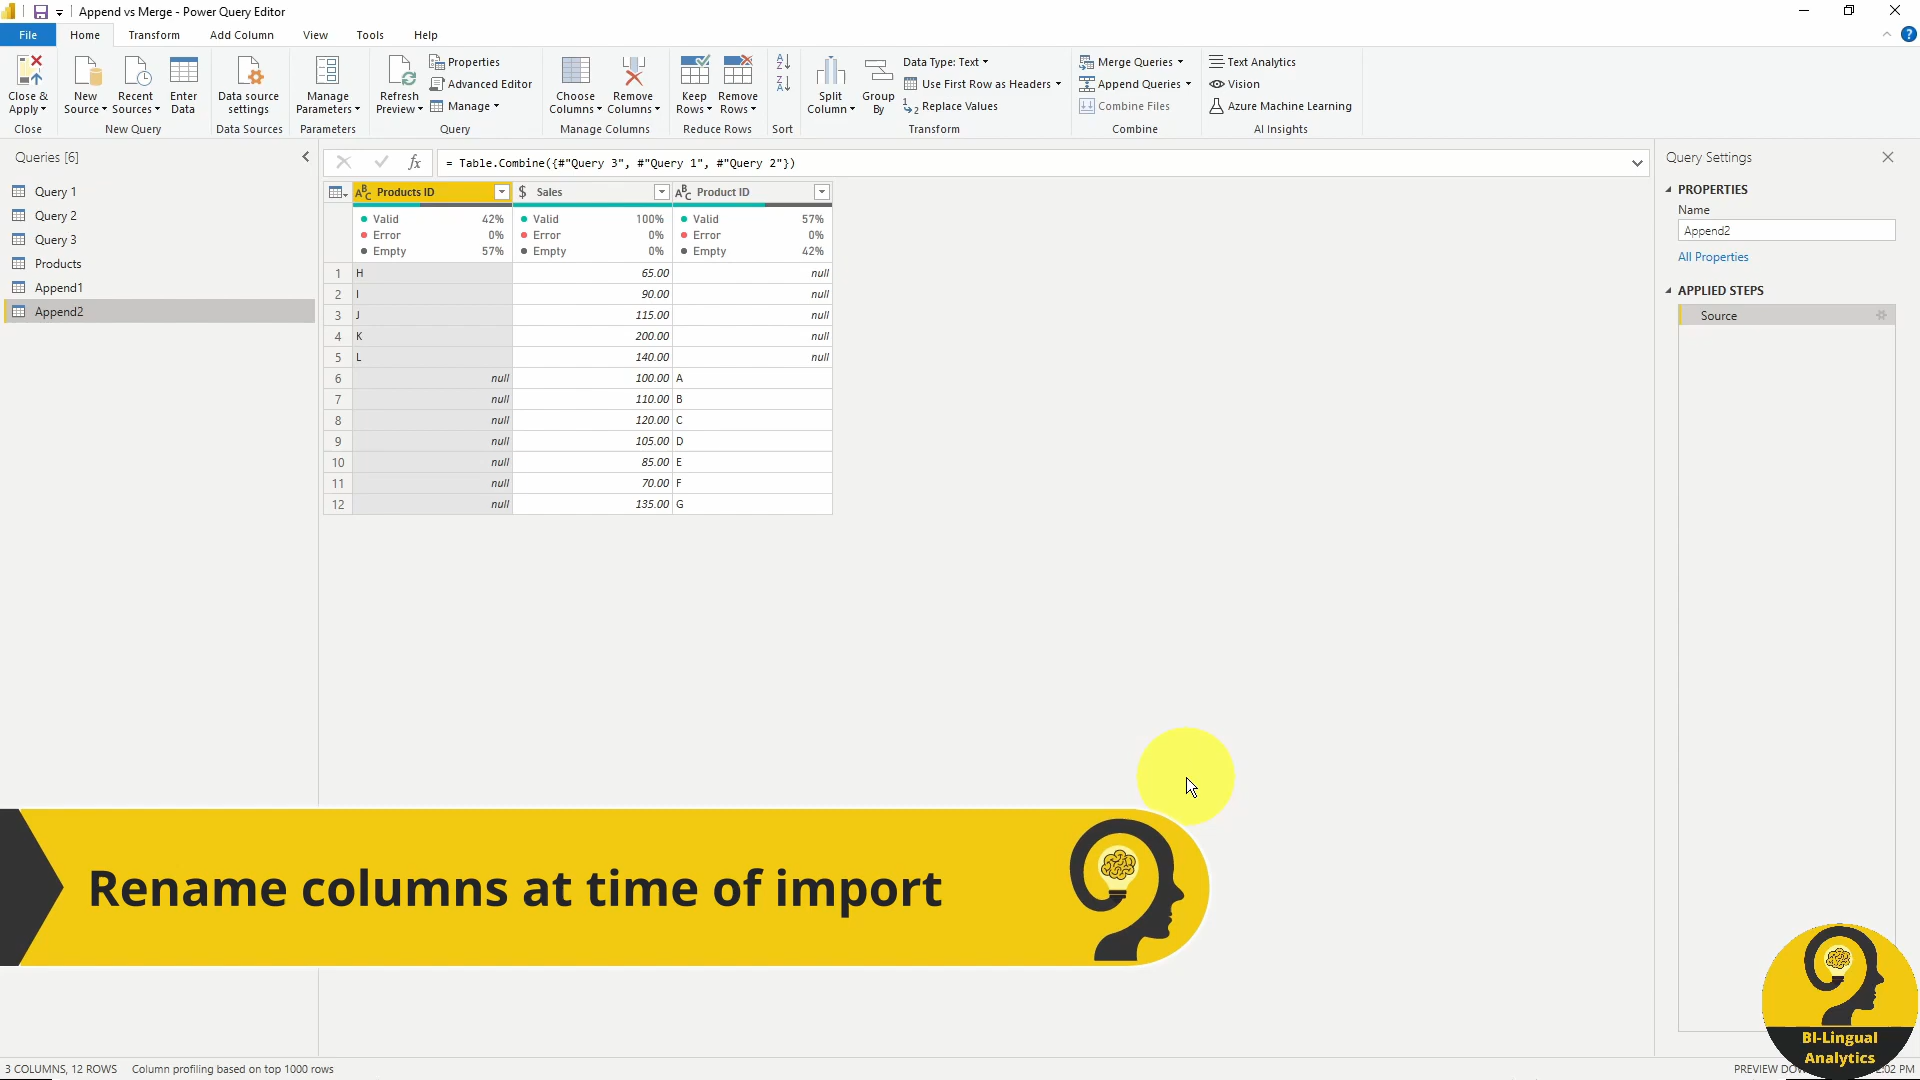 Append vs Merge - Power Query Editor
File Home Transform Add Column View Tools Help
Close & Apply
New Source
Recent Sources
Enter Data
Data source settings
Manage Parameters
Refresh Preview
Properties
Advanced Editor
Manage
Choose Columns
Remove Columns
Keep Rows
Remove Rows
Split Column
Group By
Data Type: Text
Use First Row as Headers
Replace Values
Merge Queries
Append Queries
Combine Files
Text Analytics
Vision
Azure Machine Learning
Close New Query Data Sources Parameters Query Manage Columns Reduce Rows Sort Transform Combine AI Insights
Queries [6]
Query 1
Query 2
Query 3
Products
Append1
Append2
fx = Table.Combine({#"Query 3", #"Query 1", #"Query 2"})
Products ID $ Sales Product ID
Valid 42% Valid 100% Valid 57%
Error 0% Error 0% Error 0%
Empty 57% Empty 0% Empty 42%
1 H 65.00 null
2 I 90.00 null
3 J 115.00 null
4 K 200.00 null
5 L 140.00 null
6 null 100.00 A
7 null 110.00 B
8 null 120.00 C
9 null 105.00 D
10 null 85.00 E
11 null 70.00 F
12 null 135.00 G
Query Settings
PROPERTIES
Name
Append2
All Properties
APPLIED STEPS
Source
Rename columns at time of import
BI-Lingual
Analytics
3 COLUMNS, 12 ROWS Column profiling based on top 1000 rows
PREVIEW